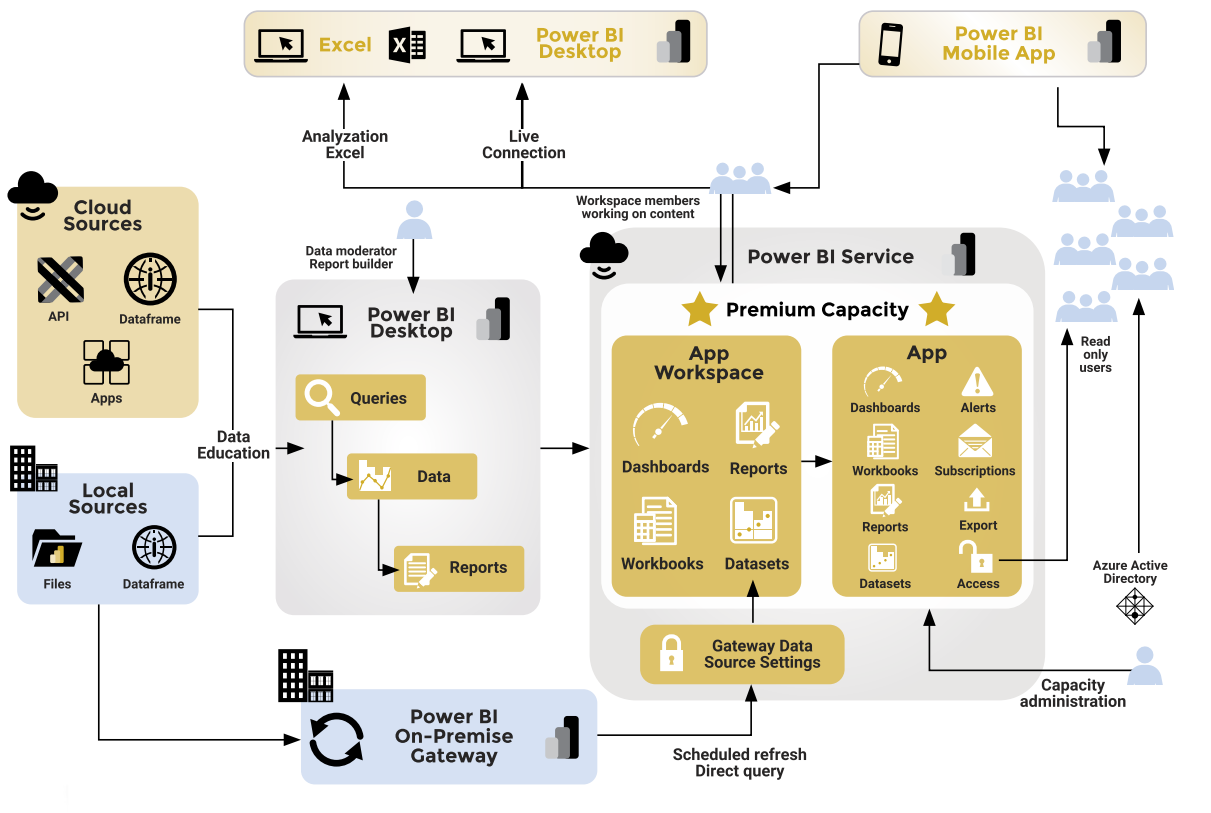 Excel
X
Power BI
Desktop
Power BI
Mobile App
Analyzation
Excel
Live
Connection
Workspace members
working on content
Cloud
Sources
API
Dataframe
Apps
Data moderator
Report builder
Power BI
Desktop
Queries
Data
Reports
Data
Education
Local
Sources
Files
Dataframe
Power BI Service
Premium Capacity
App
Workspace
Dashboards
Reports
Workbooks
Datasets
App
Dashboards
Alerts
Workbooks
Subscriptions
Reports
Export
Datasets
Access
Read
only
users
Azure Active
Directory
Gateway Data
Source Settings
Capacity
administration
Power BI
On-Premise
Gateway
Scheduled refresh
Direct query